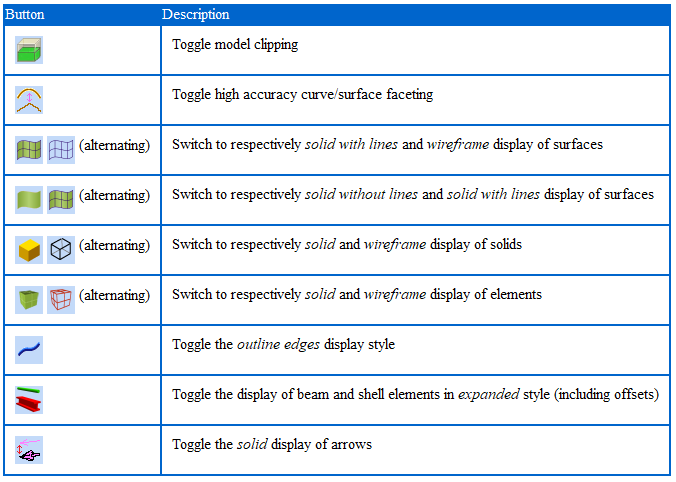 Button Description
Toggle model clipping
Toggle high accuracy curve/surface faceting
(alternating) Switch to respectively solid with lines and wireframe display of surfaces
(alternating) Switch to respectively solid without lines and solid with lines display of surfaces
(alternating) Switch to respectively solid and wireframe display of solids
(alternating) Switch to respectively solid and wireframe display of elements
Toggle the outline edges display style
Toggle the display of beam and shell elements in expanded style (including offsets)
Toggle the solid display of arrows